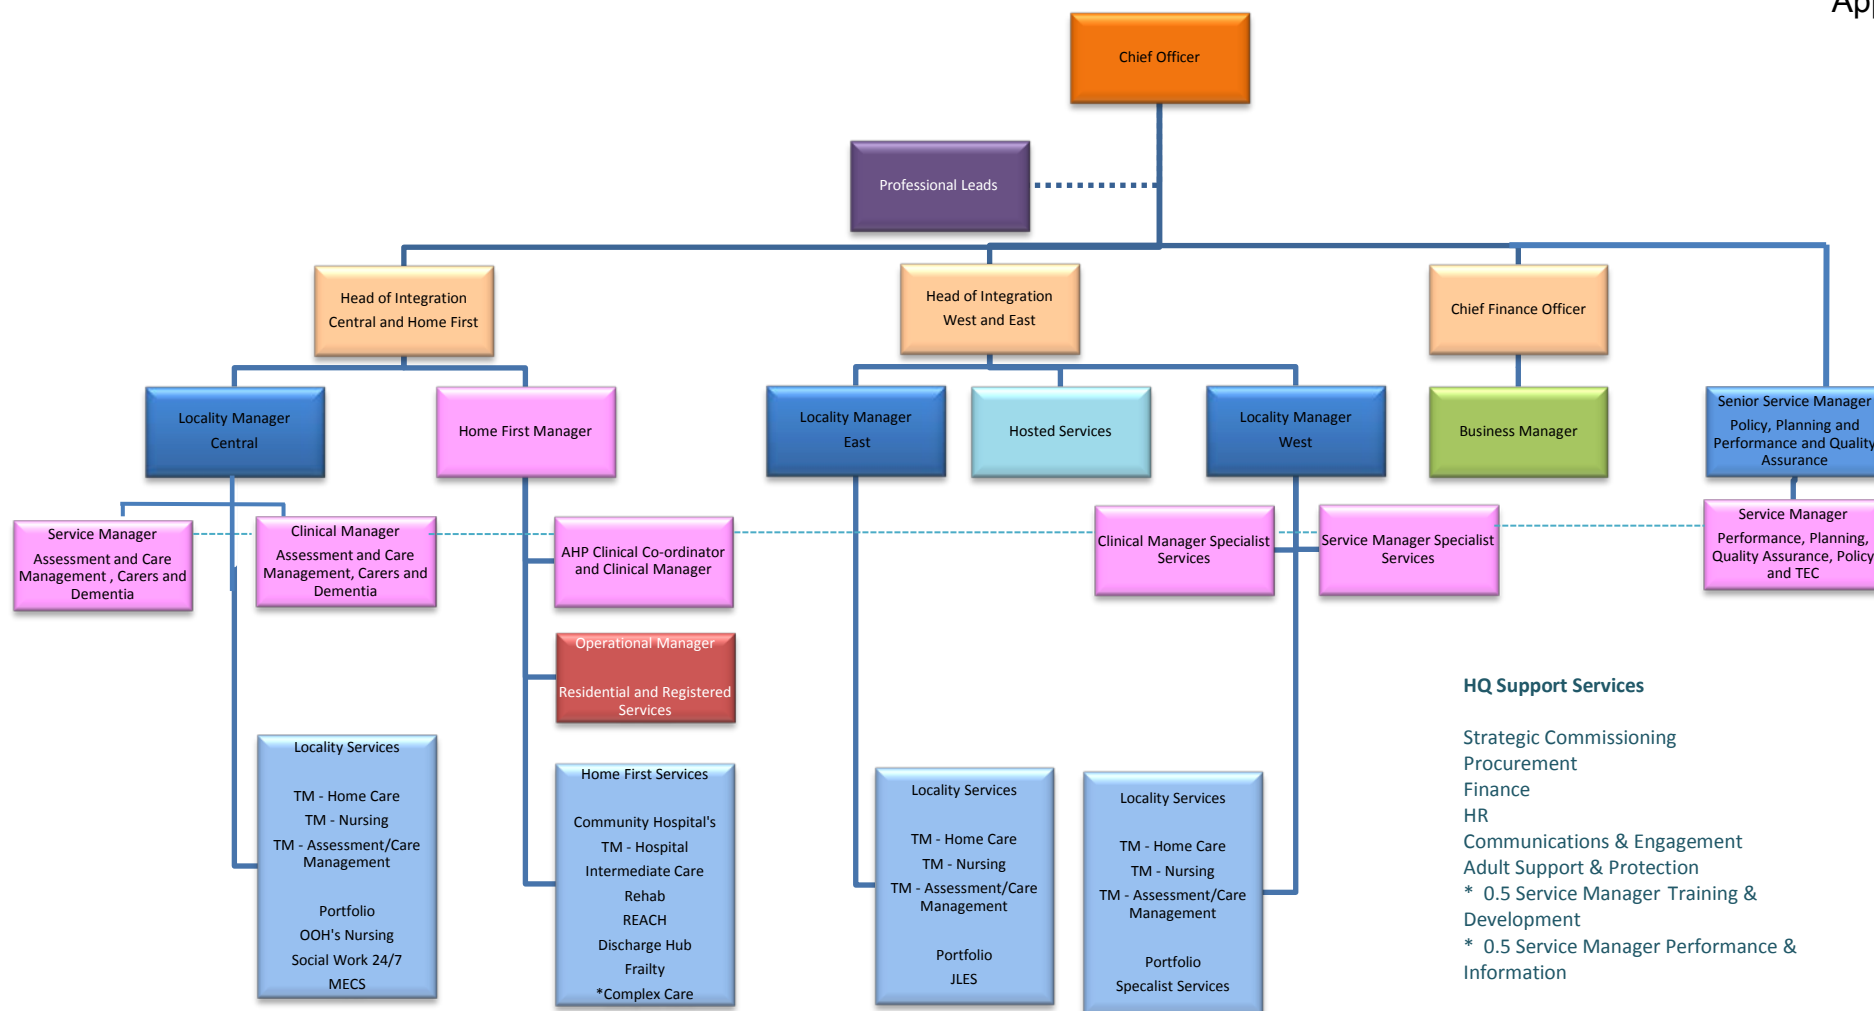 App
Chief Officer
Professional Leads
Head of Integration
Central and Home First
Head of Integration
West and East
Chief Finance Officer
Locality Manager
Central
Home First Manager
Locality Manager
East
Hosted Services
Locality Manager
West
Business Manager
Senior Service Manager
Policy, Planning and
Performance and Quality
Assurance
Service Manager
Assessment and Care
Management , Carers and
Dementia
Clinical Manager
Assessment and Care
Management, Carers and
Dementia
AHP Clinical Co-ordinator
and Clinical Manager
Clinical Manager Specialist
Services
Service Manager Specialist
Services
Service Manager
Performance, Planning,
Quality Assurance, Policy
and TEC
Operational Manager
Residential and Registered
Services
Locality Services
TM - Home Care
TM - Nursing
TM - Assessment/Care
Management
Portfolio
OOH's Nursing
Social Work 24/7
MECS
Home First Services
Community Hospital's
TM - Hospital
Intermediate Care
Rehab
REACH
Discharge Hub
Frailty
*Complex Care
Locality Services
TM - Home Care
TM - Nursing
TM - Assessment/Care
Management
Portfolio
JLES
Locality Services
TM - Home Care
TM - Nursing
TM - Assessment/Care
Management
Portfolio
Specalist Services
HQ Support Services
Strategic Commissioning
Procurement
Finance
HR
Communications & Engagement
Adult Support & Protection
* 0.5 Service Manager Training &
Development
* 0.5 Service Manager Performance &
Information